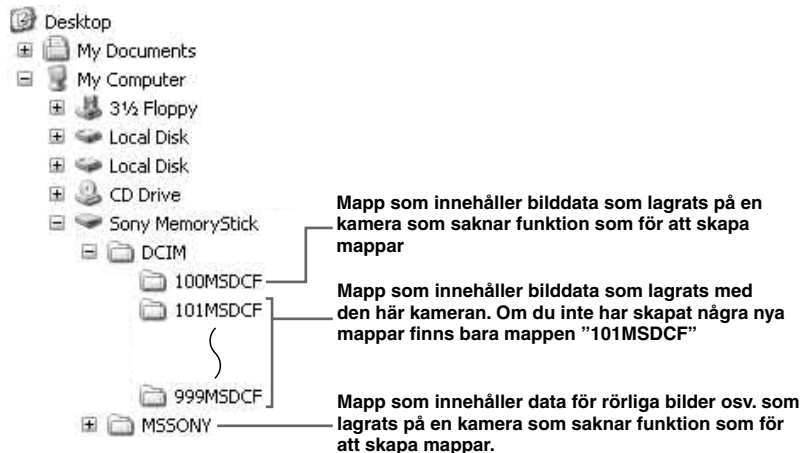 Desktop
My Documents
My Computer
3½ Floppy
Local Disk
Local Disk
CD Drive
Sony MemoryStick
DCIM
100MSDCF
101MSDCF
999MSDCF
MSSONY
Mapp som innehåller bilddata som lagrats på en
kamera som saknar funktion som för att skapa
mappar
Mapp som innehåller bilddata som lagrats med
den här kameran. Om du inte har skapat några nya
mappar finns bara mappen ”101MSDCF”
Mapp som innehåller data för rörliga bilder osv. som
lagrats på en kamera som saknar funktion som för
att skapa mappar.